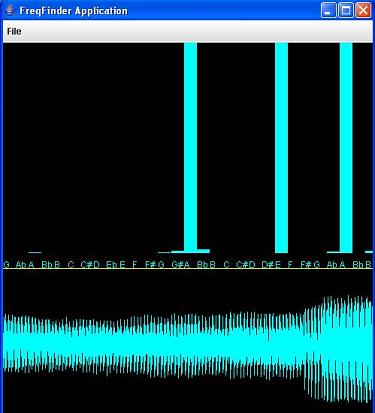 FreqFinder Application
File
G Ab A Bb B C C# D Eb E F F# G G# A Bb B C C# D D# E F F# G Ab A Bb B